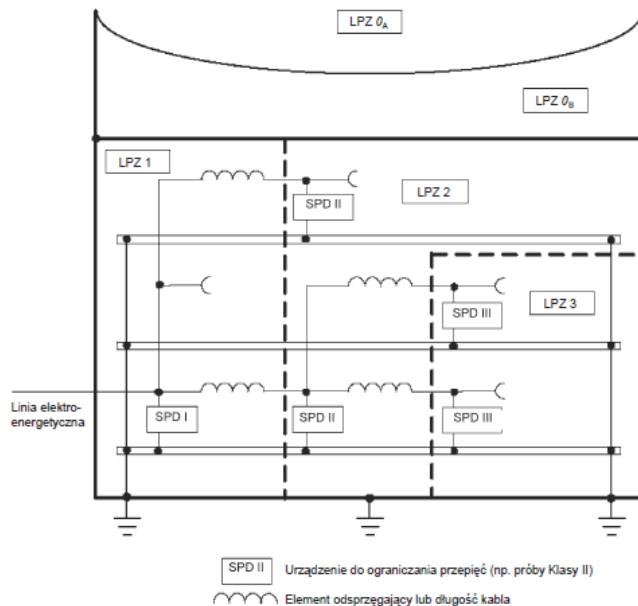 LPZ 0A
LPZ 0B
LPZ 1
LPZ 2
SPD II
SPD III
LPZ 3
Linia elektro-
energetyczna
SPD I
SPD II
SPD III
SPD II Urządzenie do ograniczania przepięć (np. próby Klasy II)
Element odsprzęgający lub długość kabla